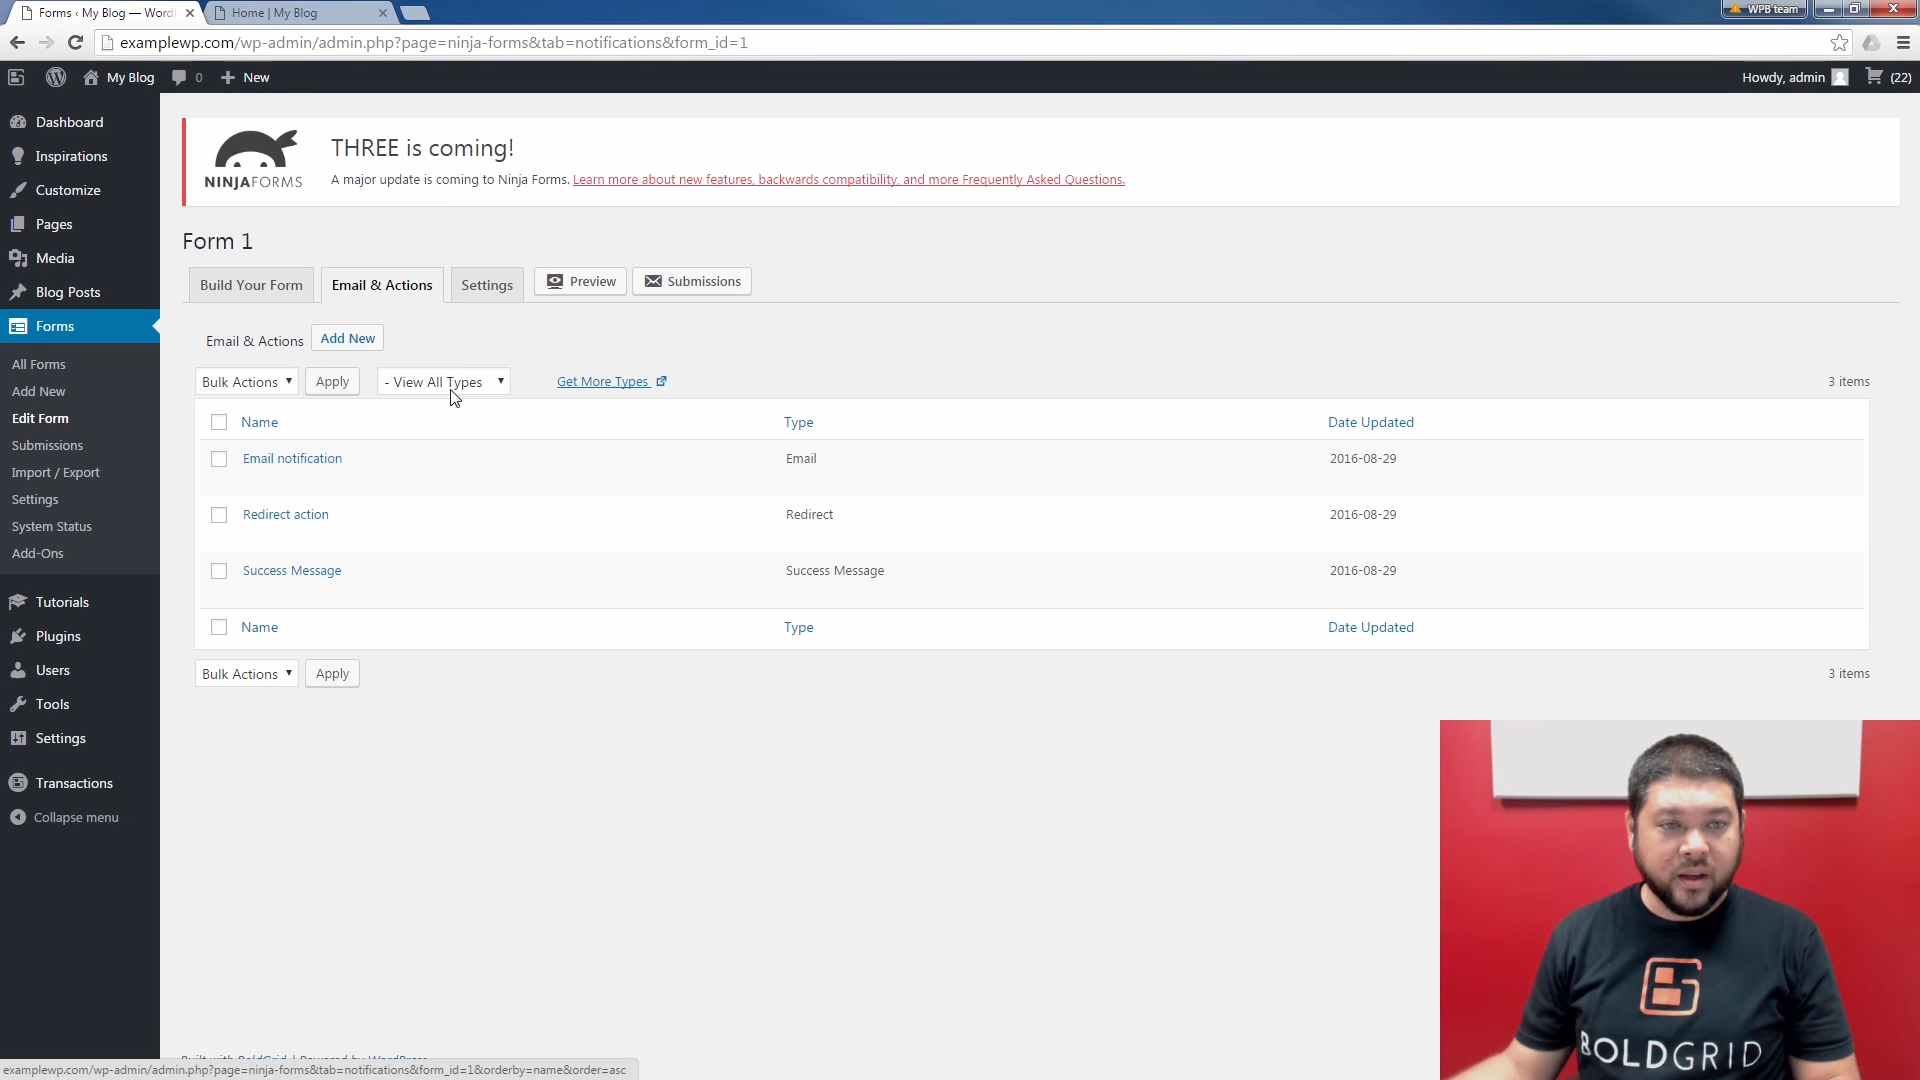 Forms ‹ My Blog — Word
Home | My Blog
WPB team
examplewp.com/wp-admin/admin.php?page=ninja-forms&tab=notifications&form_id=1
My Blog
0
New
Howdy, admin
(22)
Dashboard
Inspirations
Customize
Pages
Media
Blog Posts
Forms
All Forms
Add New
Edit Form
Submissions
Import / Export
Settings
System Status
Add-Ons
Tutorials
Plugins
Users
Tools
Settings
Transactions
Collapse menu
NINJAFORMS
THREE is coming!
A major update is coming to Ninja Forms. Learn more about new features, backwards compatibility, and more Frequently Asked Questions.
Form 1
Build Your Form
Email & Actions
Settings
Preview
Submissions
Email & Actions
Add New
Bulk Actions
Apply
- View All Types
Get More Types
3 items
Name
Type
Date Updated
Email notification
Email
2016-08-29
Redirect action
Redirect
2016-08-29
Success Message
Success Message
2016-08-29
Name
Type
Date Updated
Bulk Actions
Apply
3 items
Built with BoldGrid | Powered by WordPress
examplewp.com/wp-admin/admin.php?page=ninja-forms&tab=notifications&form_id=1&orderby=name&order=asc
BOLDGRID